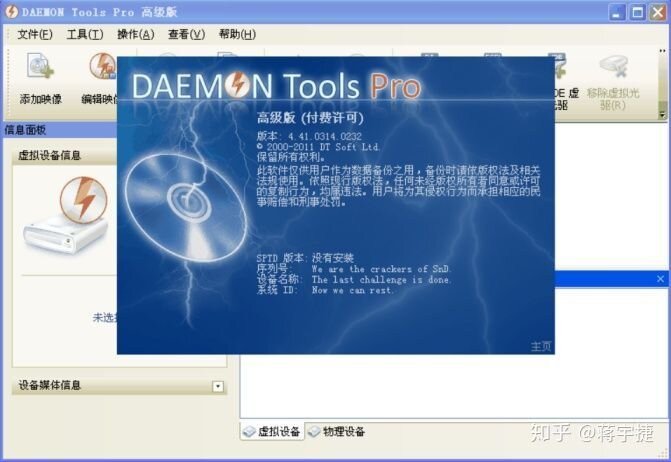 DAEMON Tools Pro 高级版
文件(F) 工具(T) 操作(A) 查看(V) 帮助(H)
添加映像
编辑映
DE 虚
移除虚拟光
驱(R)
信息面板
虚拟设备信息
未选
设备媒体信息
DAEMON Tools Pro
高级版 (付费许可)
版本: 4.41.0314.0232
© 2000-2011 DT Soft Ltd.
保留所有权利。
此软件仅供用户作为数据备份之用,备份时请依版权法及相关
法规使用。依照现行版权法,任何未经版权所有者同意或许可
的复制行为,均属违法。用户将为其侵权行为而承担相应的民
事赔偿和刑事处罚。
SPTD 版本: 没有安装
序列号: We are the crackers of SnD.
设备名称: The last challenge is done.
系统 ID: Now we can rest.
主页
虚拟设备 物理设备
知乎 @蒋宇捷